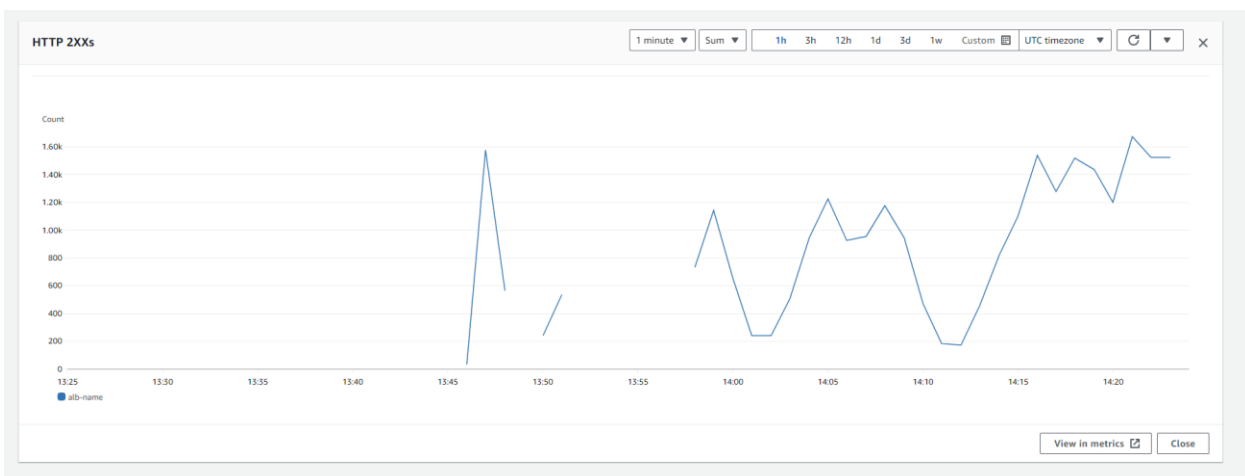 HTTP 2XXs
1 minute Sum 1h 3h 12h 1d 3d 1w Custom UTC timezone
Count
1.60k
1.40k
1.20k
1.00k
800
600
400
200
0
13:25 13:30 13:35 13:40 13:45 13:50 13:55 14:00 14:05 14:10 14:15 14:20
alb-name
View in metrics Close